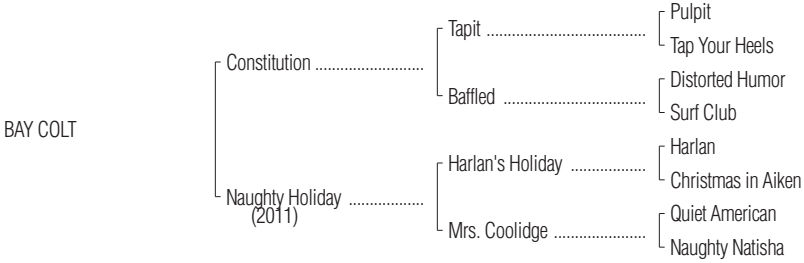 Pulpit
Tapit ......................................
Tap Your Heels
Constitution ..........................
Distorted Humor
Baffled ..................................
Surf Club
BAY COLT
Harlan
Harlan's Holiday ..................
Christmas in Aiken
Naughty Holiday ..................
(2011)
Quiet American
Mrs. Coolidge ......................
Naughty Natisha